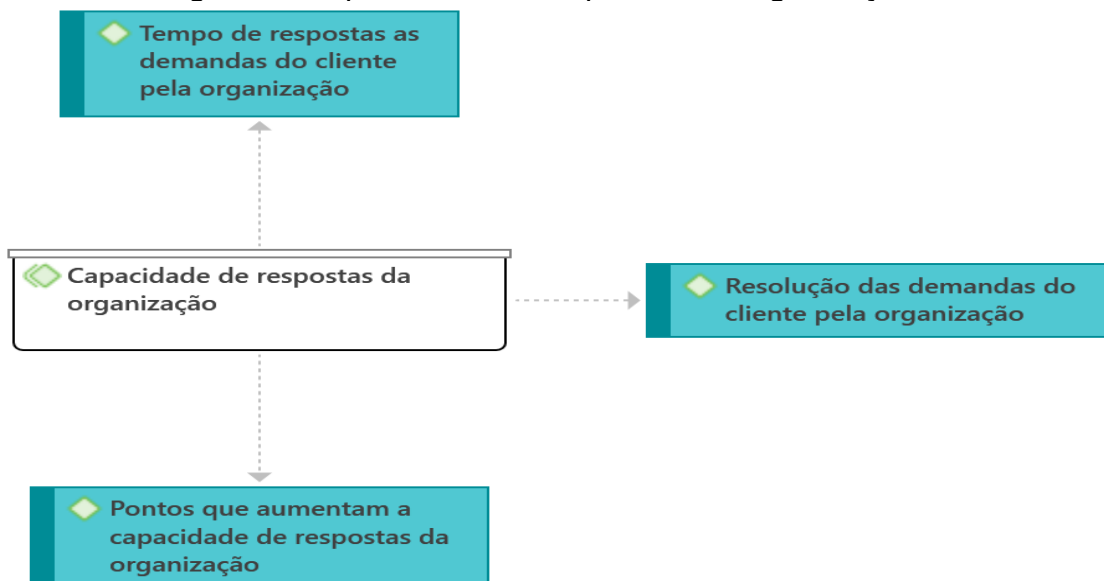 Tempo de respostas as
demandas do cliente
pela organização
Capacidade de respostas da
organização
Resolução das demandas do
cliente pela organização
Pontos que aumentam a
capacidade de respostas da
organização